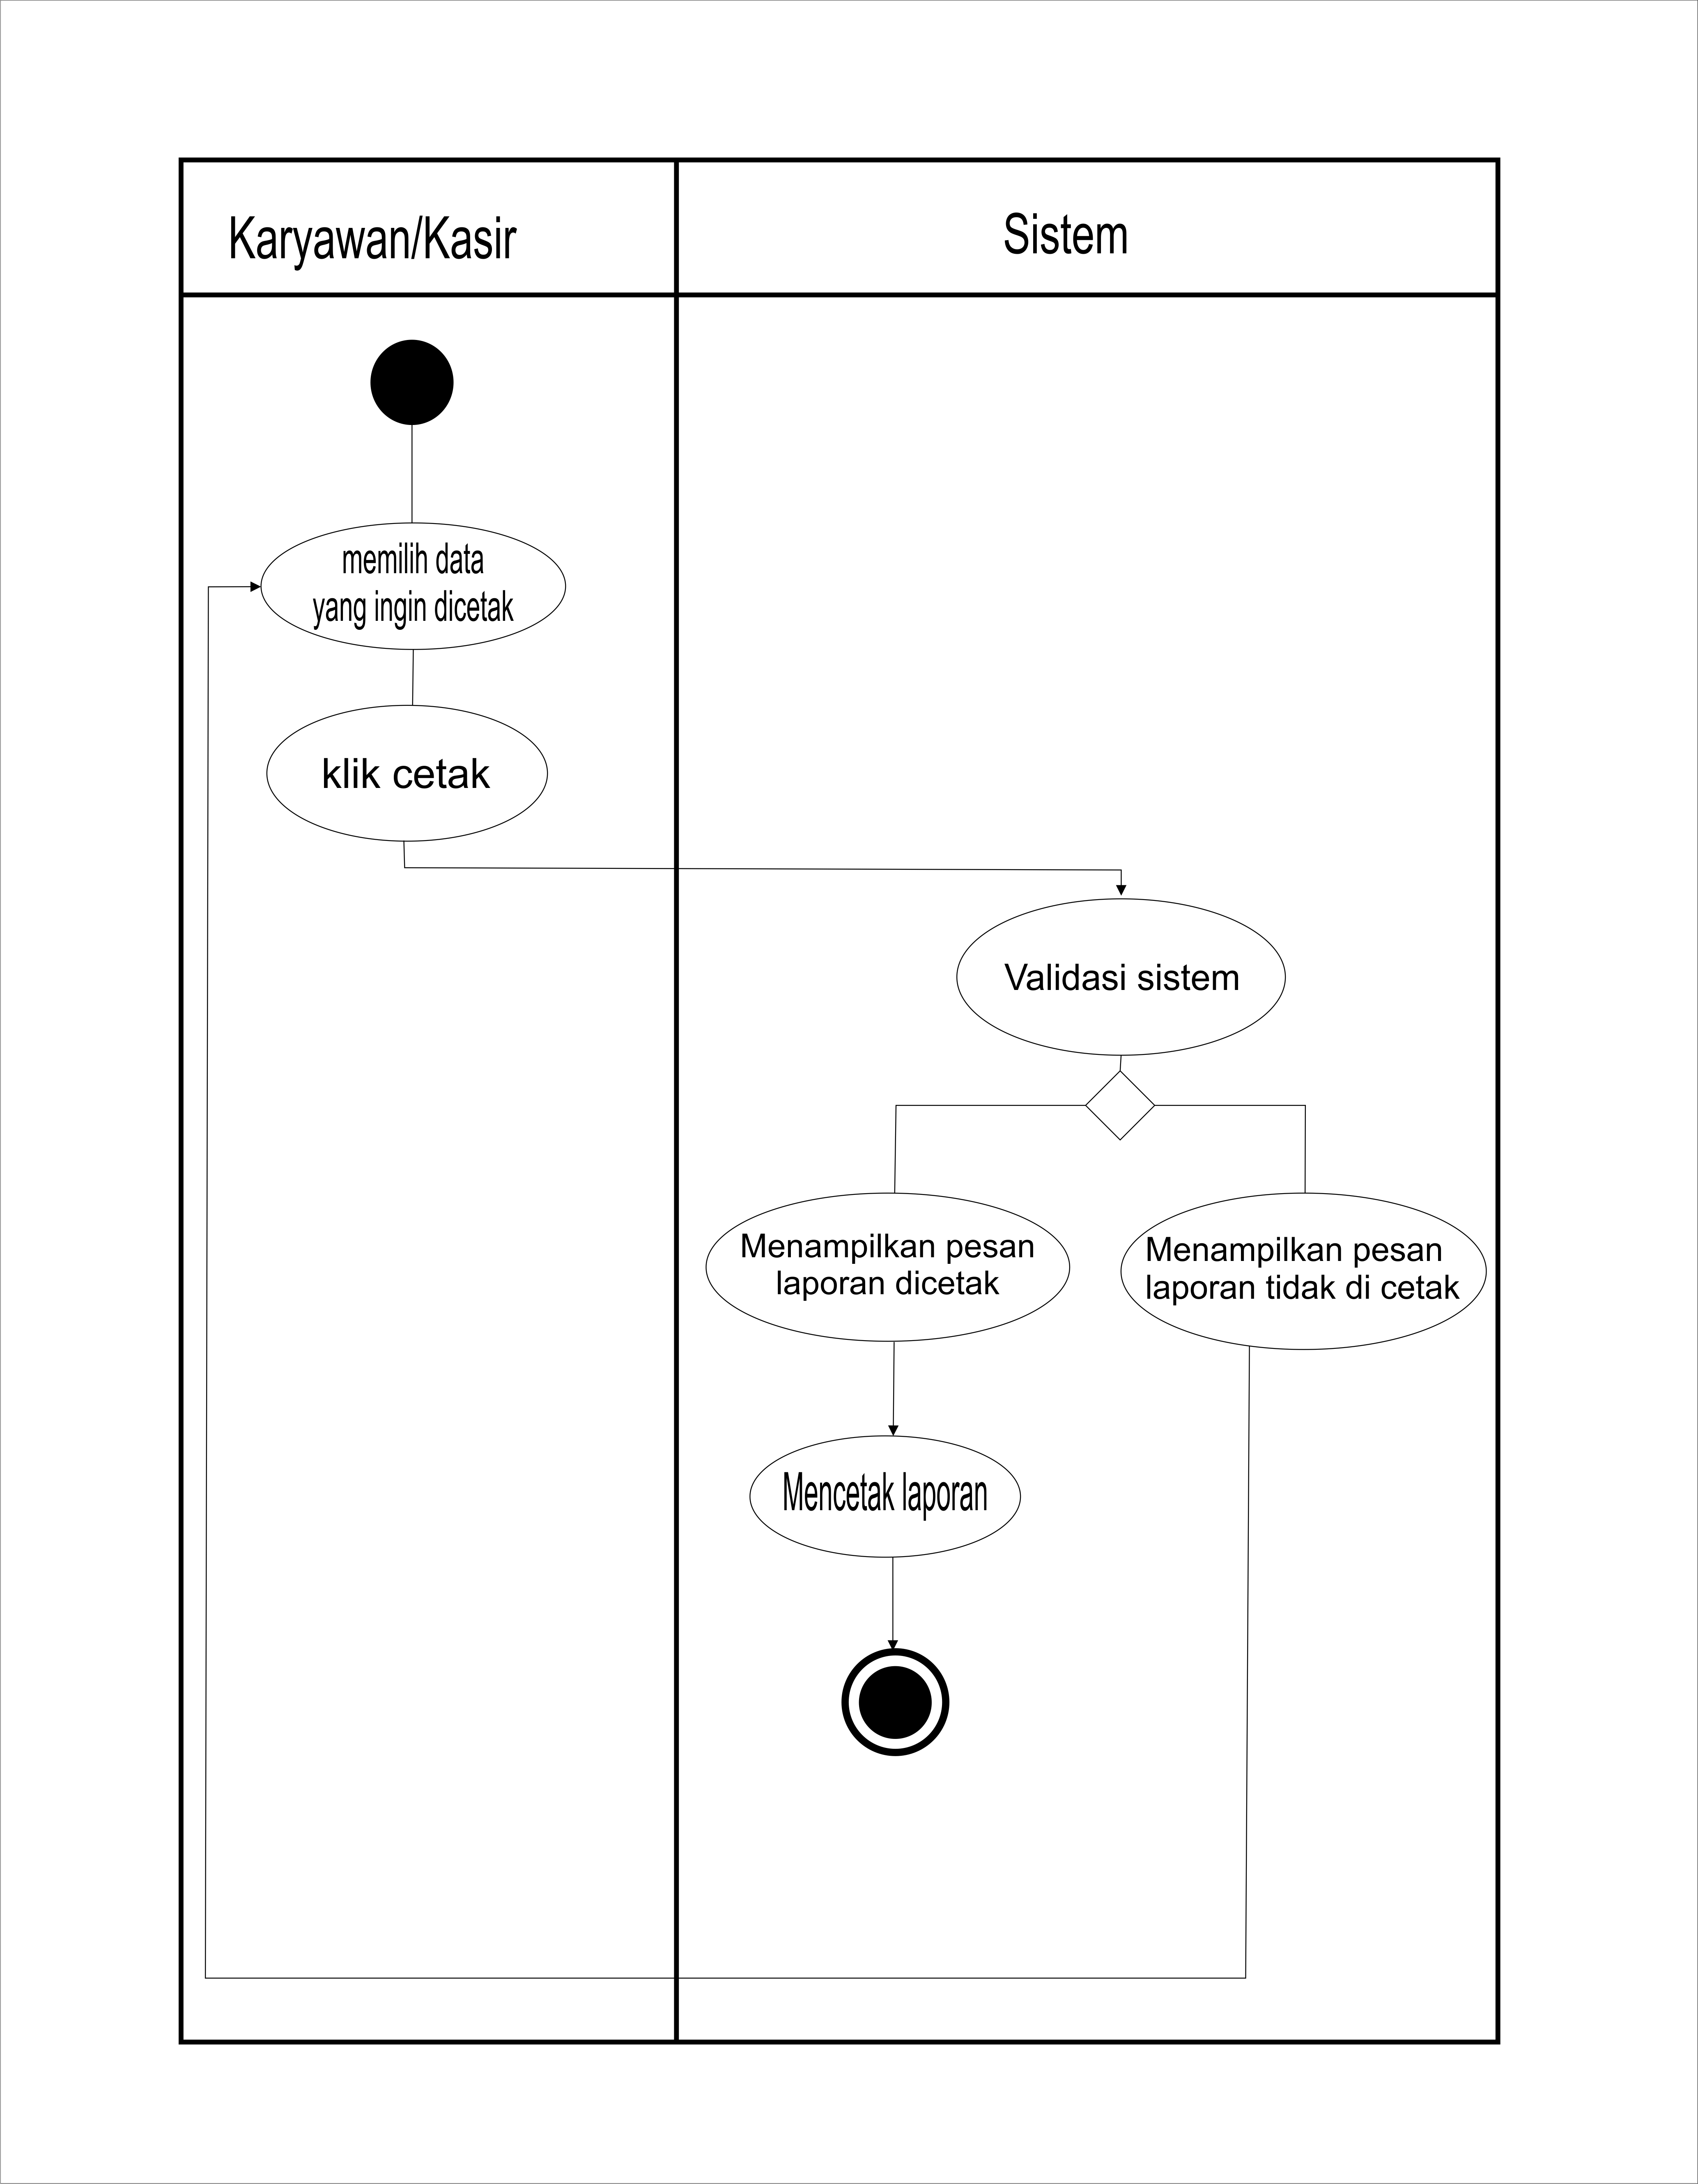 Karyawan/Kasir
Sistem
memilih data
yang ingin dicetak
klik cetak
Validasi sistem
Menampilkan pesan
laporan dicetak
Menampilkan pesan
laporan tidak di cetak
Mencetak laporan